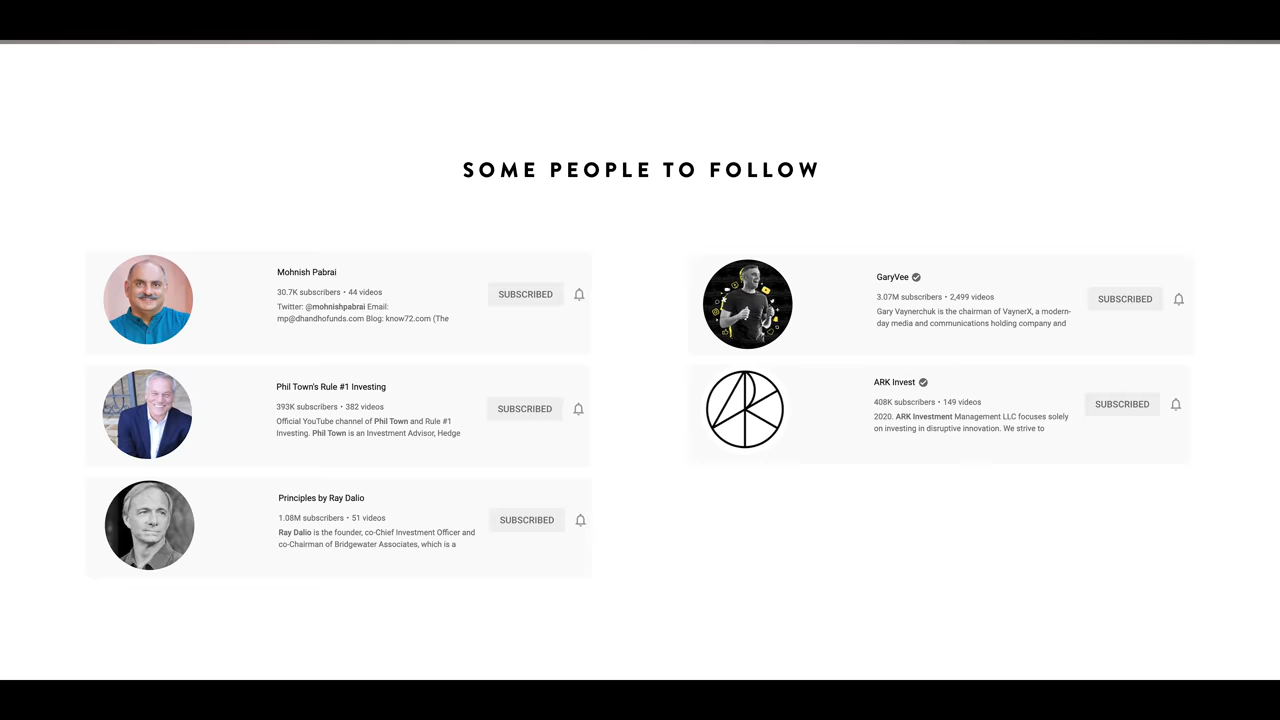 SOME PEOPLE TO FOLLOW
Mohnish Pabrai
30.7K subscribers • 44 videos
Twitter: @mohnishpabrai Email:
mp@dhandhofunds.com Blog: know72.com (The
SUBSCRIBED
Phil Town's Rule #1 Investing
393K subscribers • 382 videos
Official YouTube channel of Phil Town and Rule #1
Investing. Phil Town is an Investment Advisor, Hedge
SUBSCRIBED
Principles by Ray Dalio
1.08M subscribers • 51 videos
Ray Dalio is the founder, co-Chief Investment Officer and
co-Chairman of Bridgewater Associates, which is a
SUBSCRIBED
GaryVee
3.07M subscribers • 2,499 videos
Gary Vaynerchuk is the chairman of VaynerX, a modern-
day media and communications holding company and
SUBSCRIBED
ARK Invest
408K subscribers • 149 videos
2020. ARK Investment Management LLC focuses solely
on investing in disruptive innovation. We strive to
SUBSCRIBED